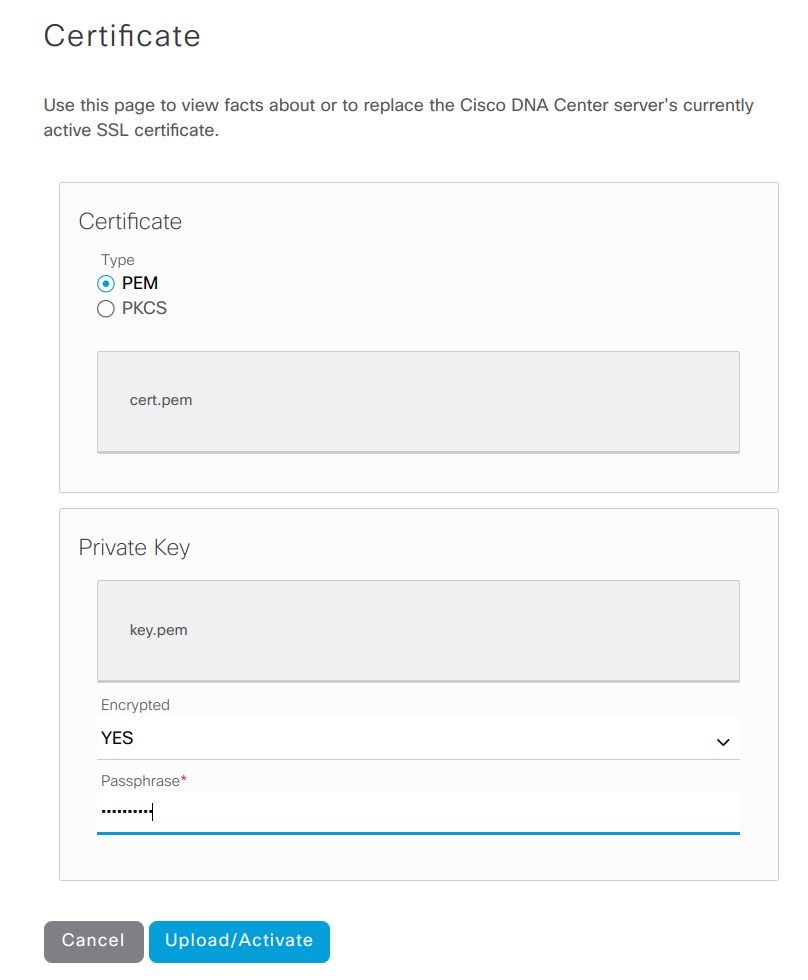 Certificate
Use this page to view facts about or to replace the Cisco DNA Center server's currently
active SSL certificate.
Certificate
Type
PEM
PKCS
cert.pem
Private Key
key.pem
Encrypted
YES
Passphrase*
••••••••••
Cancel
Upload/Activate